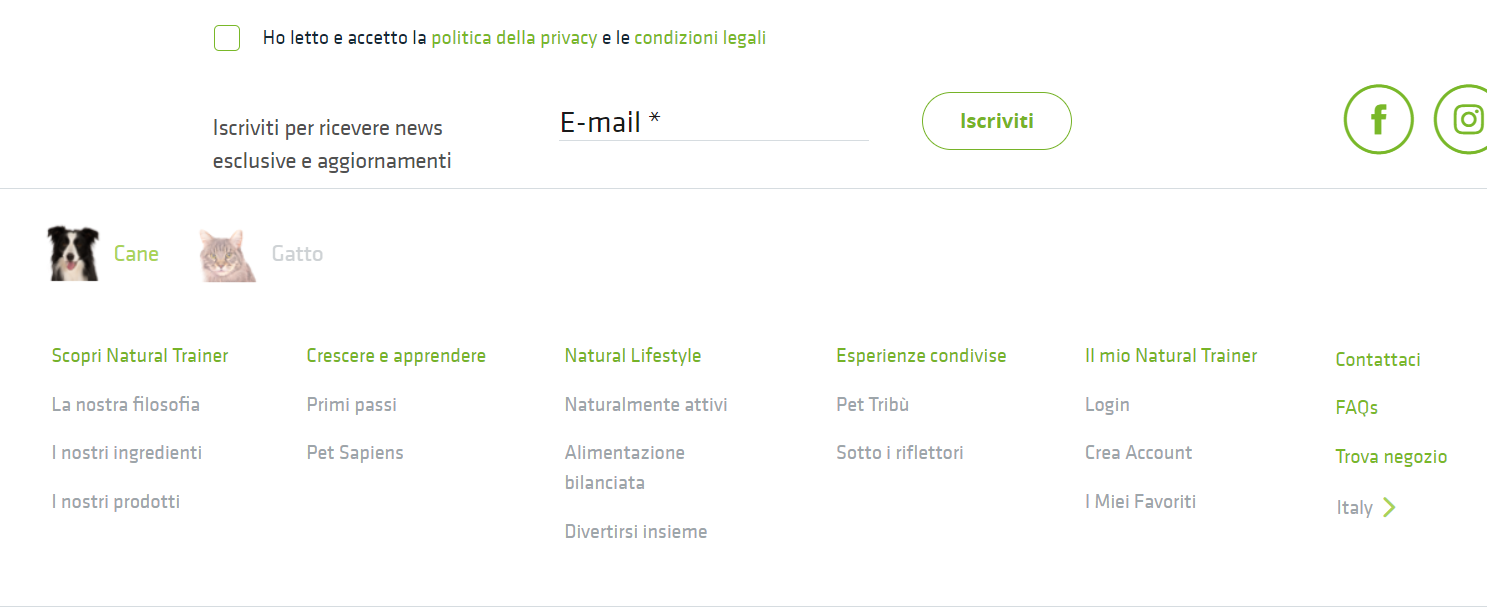 Ho letto e accetto la politica della privacy e le condizioni legali
Iscriviti per ricevere news
esclusive e aggiornamenti
E-mail *
Iscriviti
Cane
Gatto
Scopri Natural Trainer
La nostra filosofia
I nostri ingredienti
I nostri prodotti
Crescere e apprendere
Primi passi
Pet Sapiens
Natural Lifestyle
Naturalmente attivi
Alimentazione
bilanciata
Divertirsi insieme
Esperienze condivise
Pet Tribù
Sotto i riflettori
Il mio Natural Trainer
Login
Crea Account
I Miei Favoriti
Contattaci
FAQs
Trova negozio
Italy